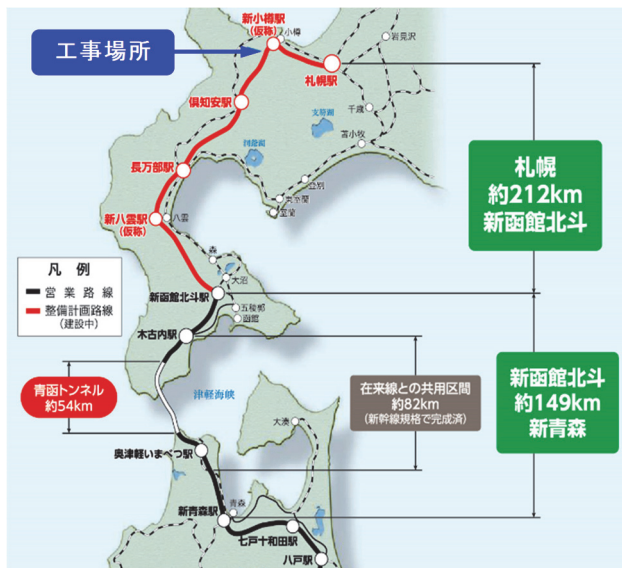 新小樽駅
(仮称)
小樽
工事場所
札幌駅
岩見沢
倶知安駅
千歳
支笏湖
苫小牧
洞爺湖
長万部駅
登別
東室蘭
室蘭
札幌
約212km
新函館北斗
新八雲駅
(仮称)
八雲
森
大沼
凡 例
営業路線
整備計画路線
(建設中)
新函館北斗駅
五稜郭
函館
木古内駅
青函トンネル
約54km
津軽海峡
在来線との共用区間
約82km
(新幹線規格で完成済)
新函館北斗
約149km
新青森
大湊
奥津軽いまべつ駅
青森
新青森駅
七戸十和田駅
八戸駅